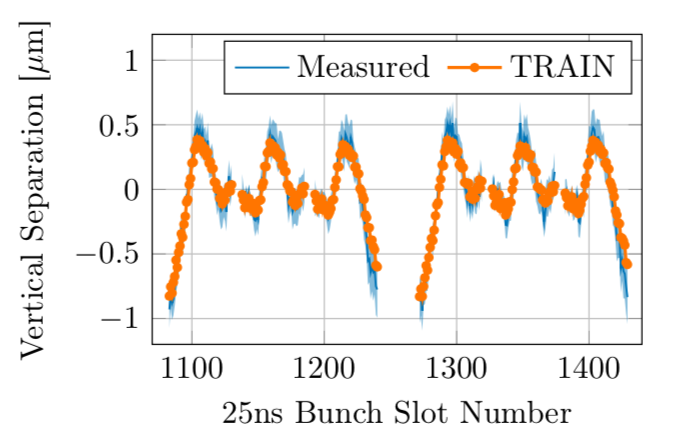 Measured TRAIN
Vertical Separation [μm]
1
0.5
0
−0.5
−1
1100 1200 1300 1400
25ns Bunch Slot Number